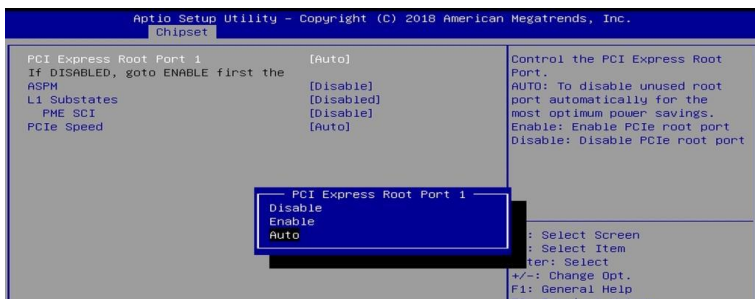 Aptio Setup Utility – Copyright (C) 2018 American Megatrends, Inc.
Chipset
PCI Express Root Port 1 [Auto]
If DISABLED, goto ENABLE first the
ASPM [Disable]
L1 Substates [Disabled]
PME SCI [Disable]
PCIe Speed [Auto]
Control the PCI Express Root
Port.
AUTO: To disable unused root
port automatically for the
most optimum power savings.
Enable: Enable PCIe root port
Disable: Disable PCIe root port
PCI Express Root Port 1
Disable
Enable
Auto
: Select Screen
: Select Item
ter: Select
+/-: Change Opt.
F1: General Help